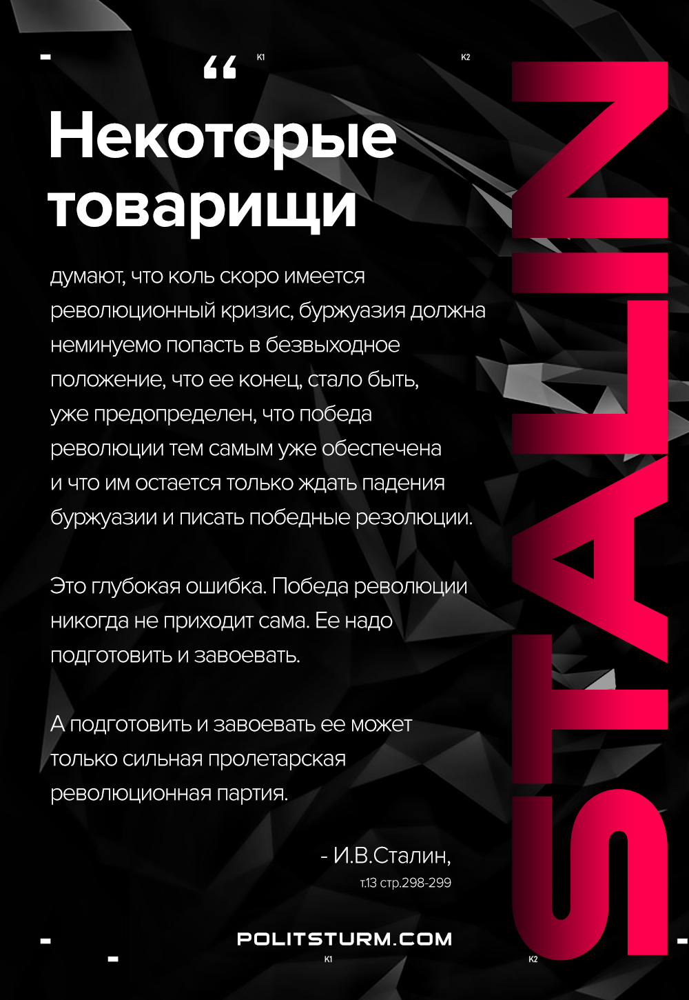 K1
K2
“
Некоторые
товарищи
думают, что коль скоро имеется
революционный кризис, буржуазия должна
неминуемо попасть в безвыходное
положение, что ее конец, стало быть,
уже предопределен, что победа
революции тем самым уже обеспечена
и что им остается только ждать падения
буржуазии и писать победные резолюции.
Это глубокая ошибка. Победа революции
никогда не приходит сама. Ее надо
подготовить и завоевать.
А подготовить и завоевать ее может
только сильная пролетарская
революционная партия.
- И.В.Сталин,
т.13 стр.298-299
POLITSTURM.COM
K1
K2
STALIN